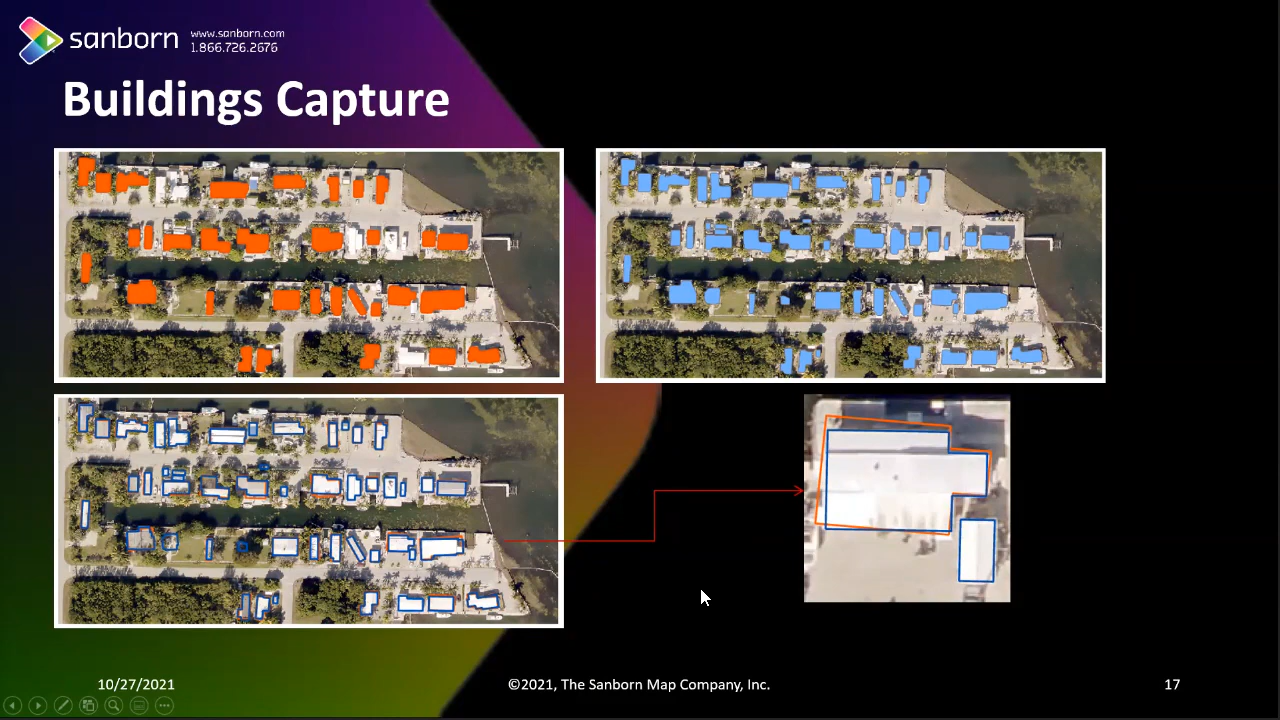 sanborn
www.sanborn.com
1.866.726.2676
Buildings Capture
10/27/2021
©2021, The Sanborn Map Company, Inc.
17